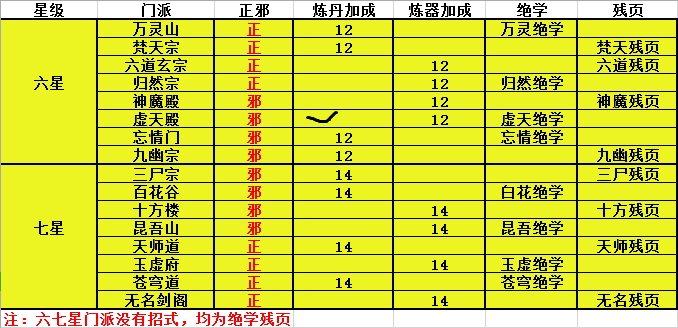 星级 门派 正邪 炼丹加成 炼器加成 绝学 残页
万灵山 正 12 万灵绝学
梵天宗 正 12 梵天残页
六道玄宗 正 12 六道残页
归然宗 正 12 归然绝学
六星 神魔殿 邪 12 神魔残页
虚天殿 邪 12 虚天绝学
忘情门 邪 12 忘情绝学
九幽宗 邪 12 九幽残页
三尸宗 邪 14 三尸残页
百花谷 邪 14 白花绝学
十方楼 邪 14 十方残页
七星 昆吾山 邪 14 昆吾绝学
天师道 正 14 天师残页
玉虚府 正 14 玉虚绝学
苍穹道 正 14 苍穹绝学
无名剑阁 正 14 无名残页
注：六七星门派没有招式，均为绝学残页